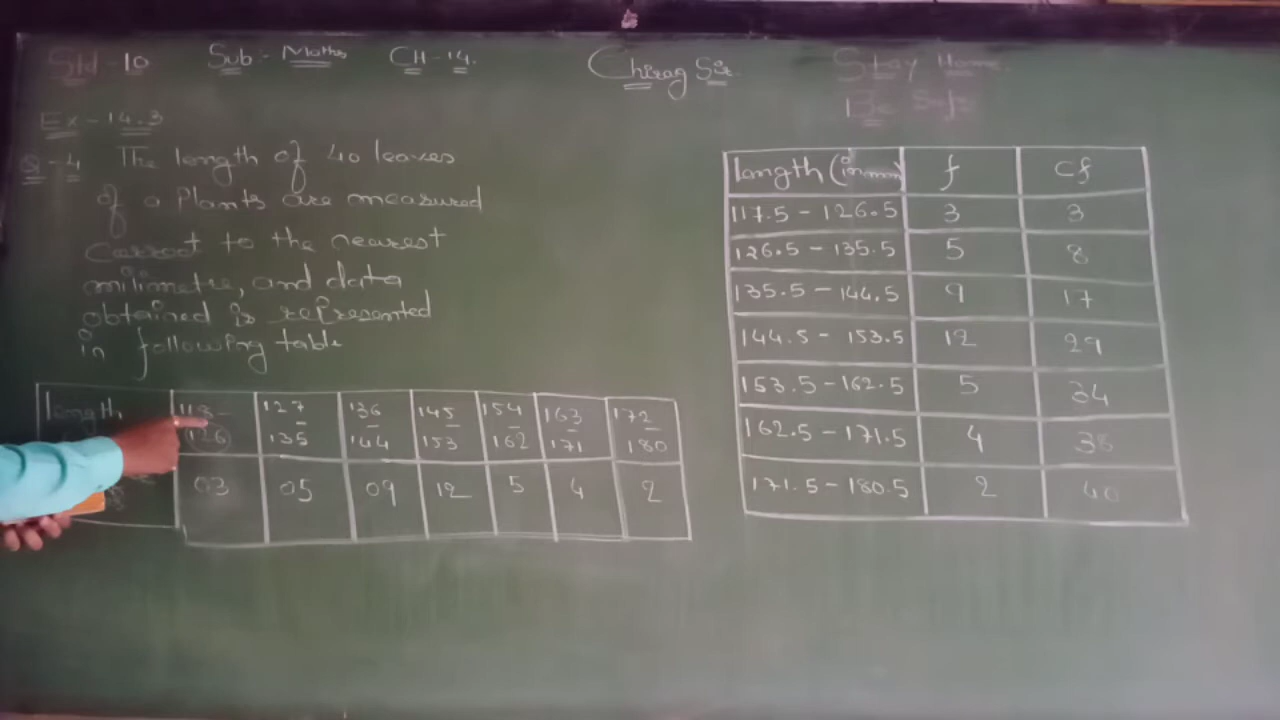 Std - 10 Sub - Maths CH - 14. Chirag Sir. Stay Home
Be Safe
Ex - 14.3
Q - 4 The length of 40 leaves
of a Plants are measured
Carroct to the nearest
milimetre, and data
obtained is represented
in following table
length 118 - 127 - 136 - 145 - 154 - 163 - 172 -
126 135 144 153 162 171 180
03 05 09 12 5 4 2
length (in mm) f cf
117.5 - 126.5 3 3
126.5 - 135.5 5 8
135.5 - 144.5 9 17
144.5 - 153.5 12 29
153.5 - 162.5 5 34
162.5 - 171.5 4 38
171.5 - 180.5 2 40